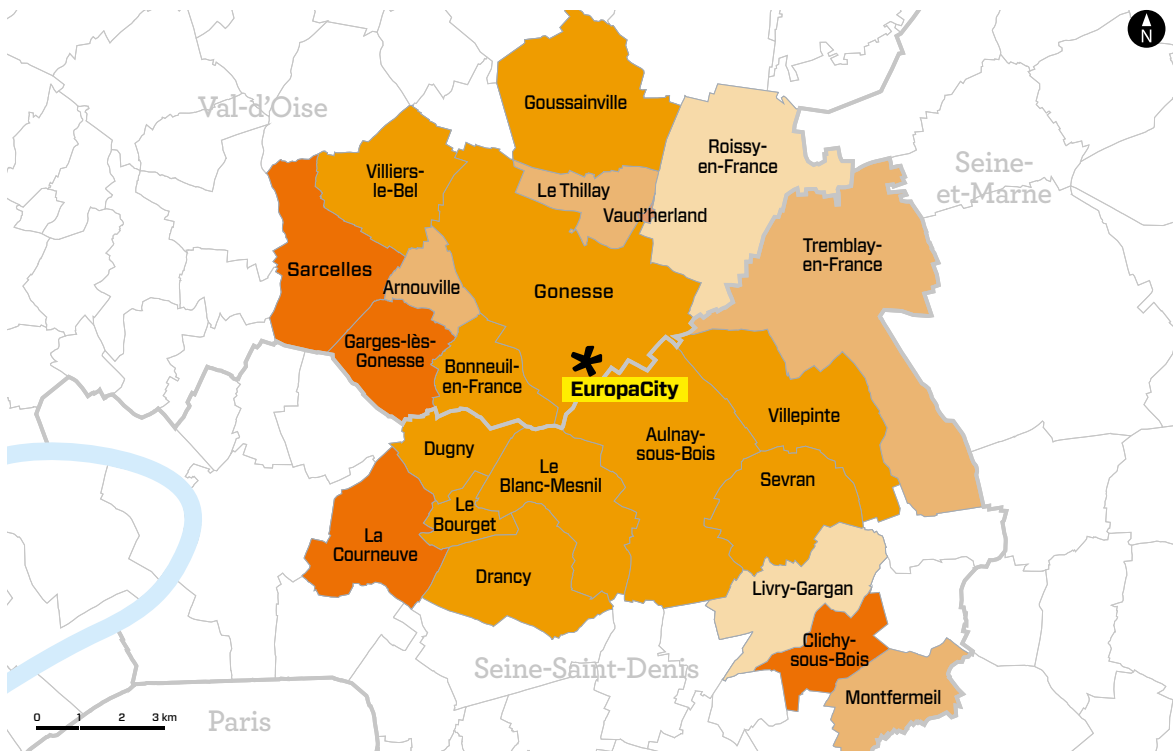 N
Goussainville
Val-d'Oise
Roissy-
en-France
Villiers-
le-Bel
Le Thillay
Seine-
et-Marne
Vaud'herland
Tremblay-
en-France
Sarcelles
Arnouville
Gonesse
Garges-lès-
Gonesse
Bonneuil-
en-France
EuropaCity
Villepinte
Aulnay-
sous-Bois
Dugny
Le
Blanc-Mesnil
Sevran
Le
Bourget
La
Courneuve
Drancy
Livry-Gargan
Clichy-
sous-Bois
Seine-Saint-Denis
Montfermeil
Paris
0 1 2 3 km